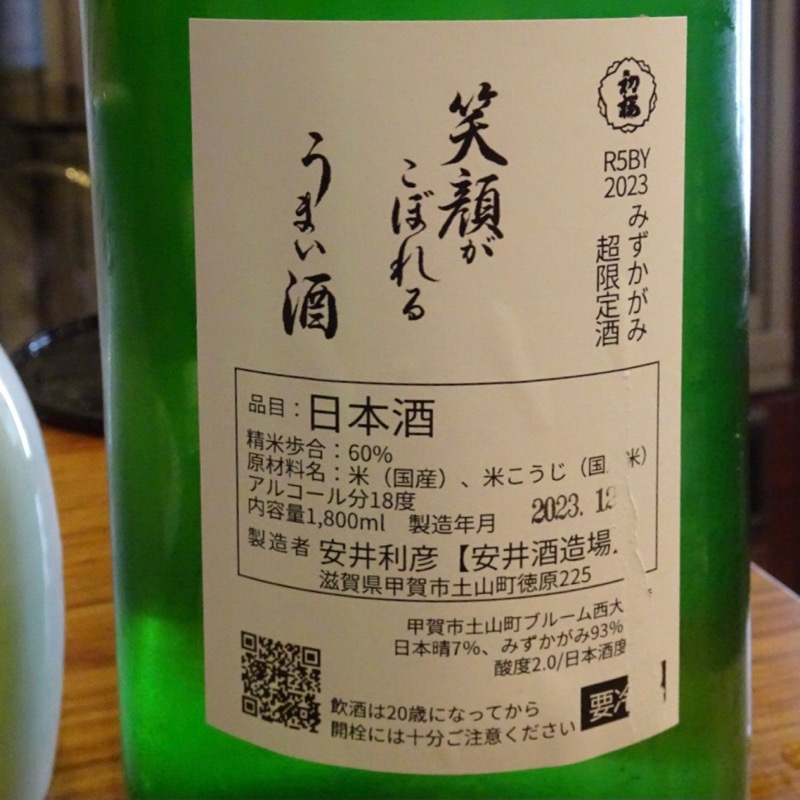 初桜
R5BY
2023
みずかがみ
超限定酒
笑顔が
こぼれる
うまい酒
品目：日本酒
精米歩合：60%
原材料名：米（国産）、米こうじ（国 米）
アルコール分18度
内容量1,800ml 製造年月 2023. 12
製造者 安井利彦【安井酒造場
滋賀県甲賀市土山町徳原225
甲賀市土山町ブルーム西大
日本晴7%、みずかがみ93%
酸度2.0/日本酒度
要冷
飲酒は20歳になってから
開栓には十分ご注意ください